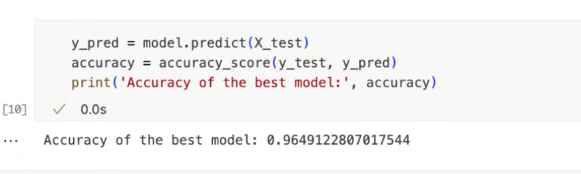 y_pred = model.predict(X_test)
accuracy = accuracy_score(y_test, y_pred)
print('Accuracy of the best model:', accuracy)
[10] ✓ 0.0s
... Accuracy of the best model: 0.9649122807017544